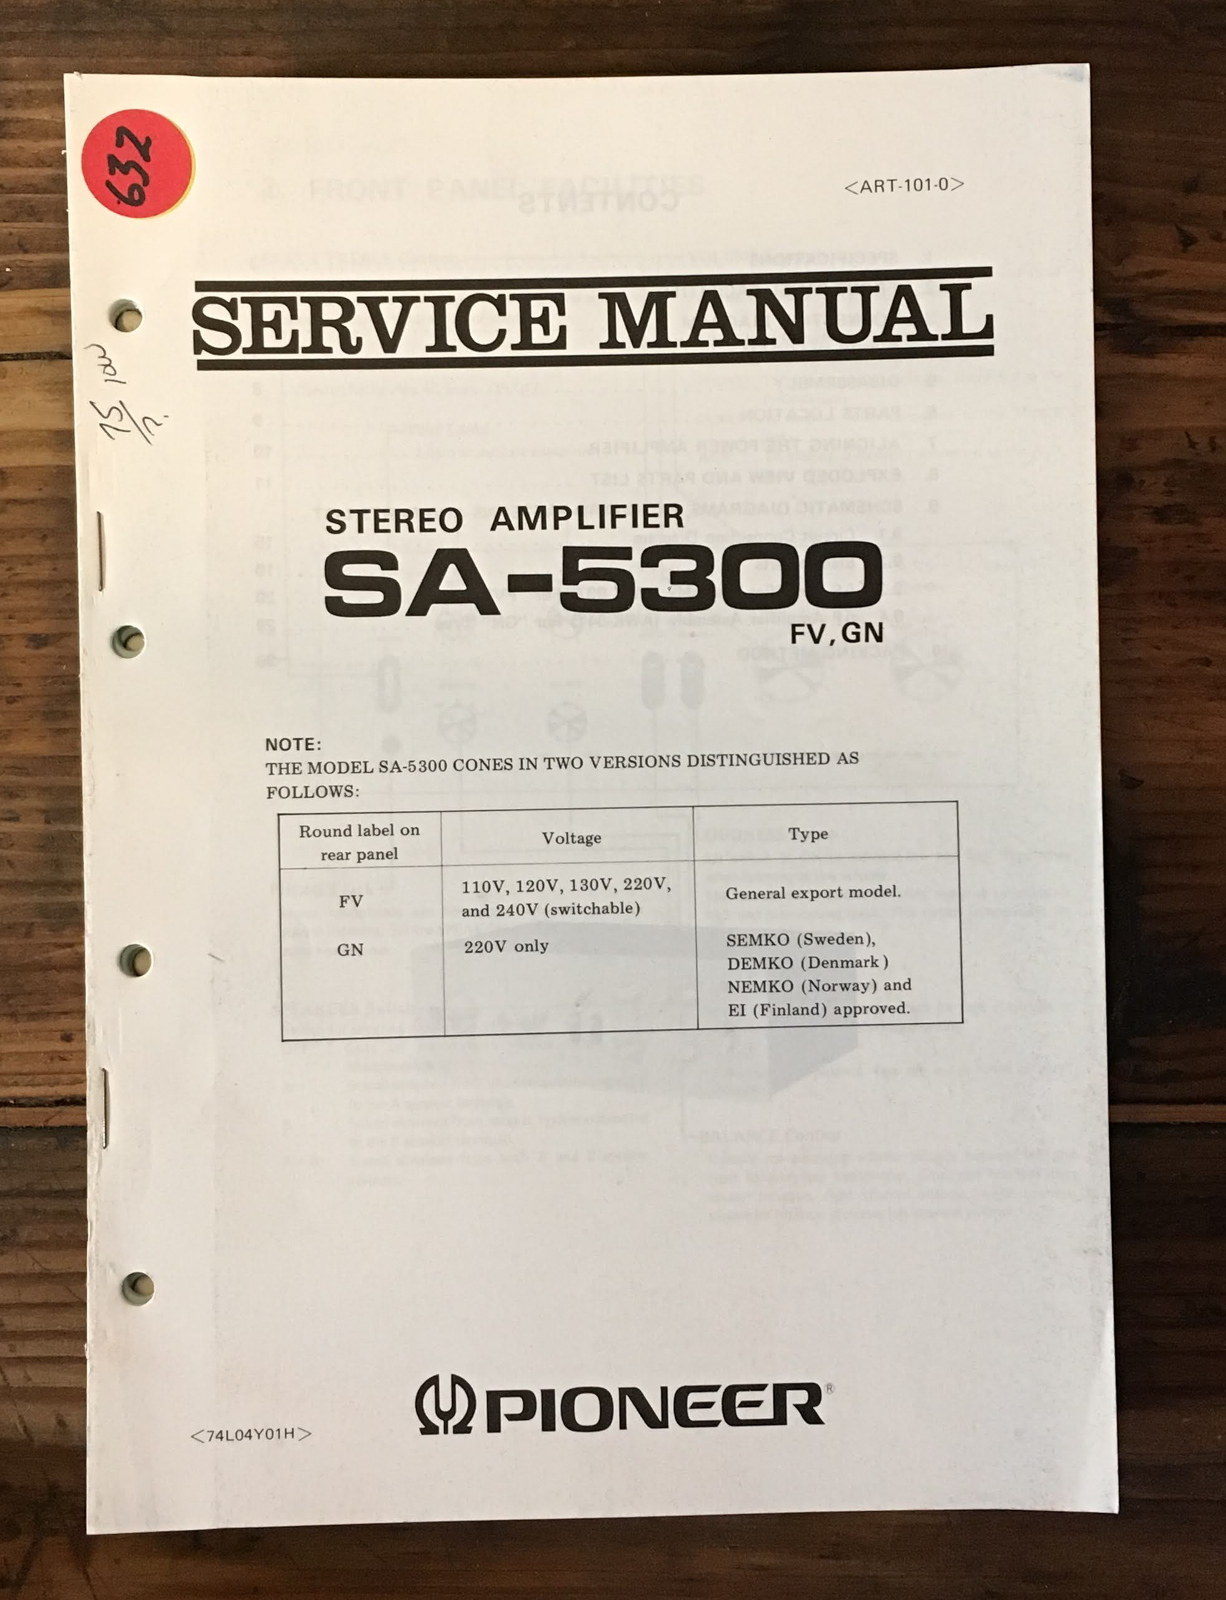 632
<ART-101-0>
SERVICE MANUAL
STEREO AMPLIFIER
SA-5300
FV, GN
NOTE:
THE MODEL SA-5300 CONES IN TWO VERSIONS DISTINGUISHED AS
FOLLOWS:
Round label on
rear panel
Voltage
Type
FV
110V, 120V, 130V, 220V,
and 240V (switchable)
General export model.
GN
220V only
SEMKO (Sweden),
DEMKO (Denmark)
NEMKO (Norway) and
EI (Finland) approved.
PIONEER®
<74L04Y01H>